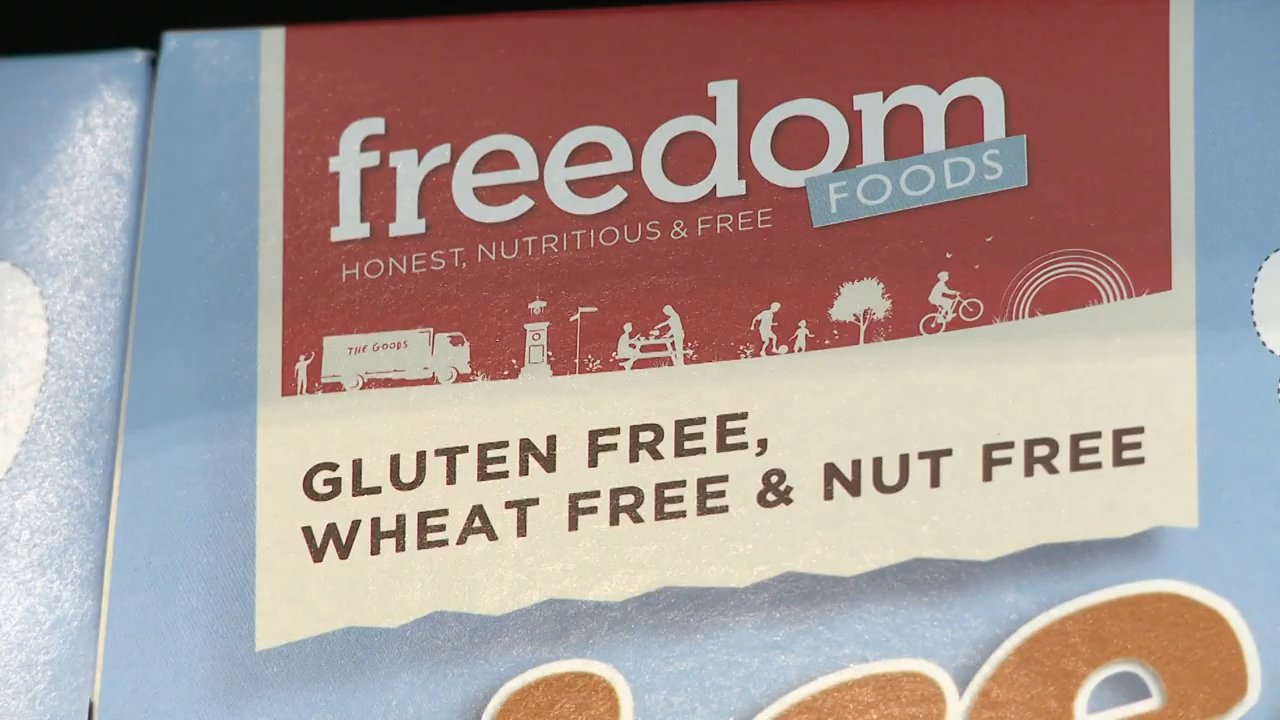 freedom
FOODS
HONEST, NUTRITIOUS & FREE
THE GOODS
GLUTEN FREE,
WHEAT FREE & NUT FREE